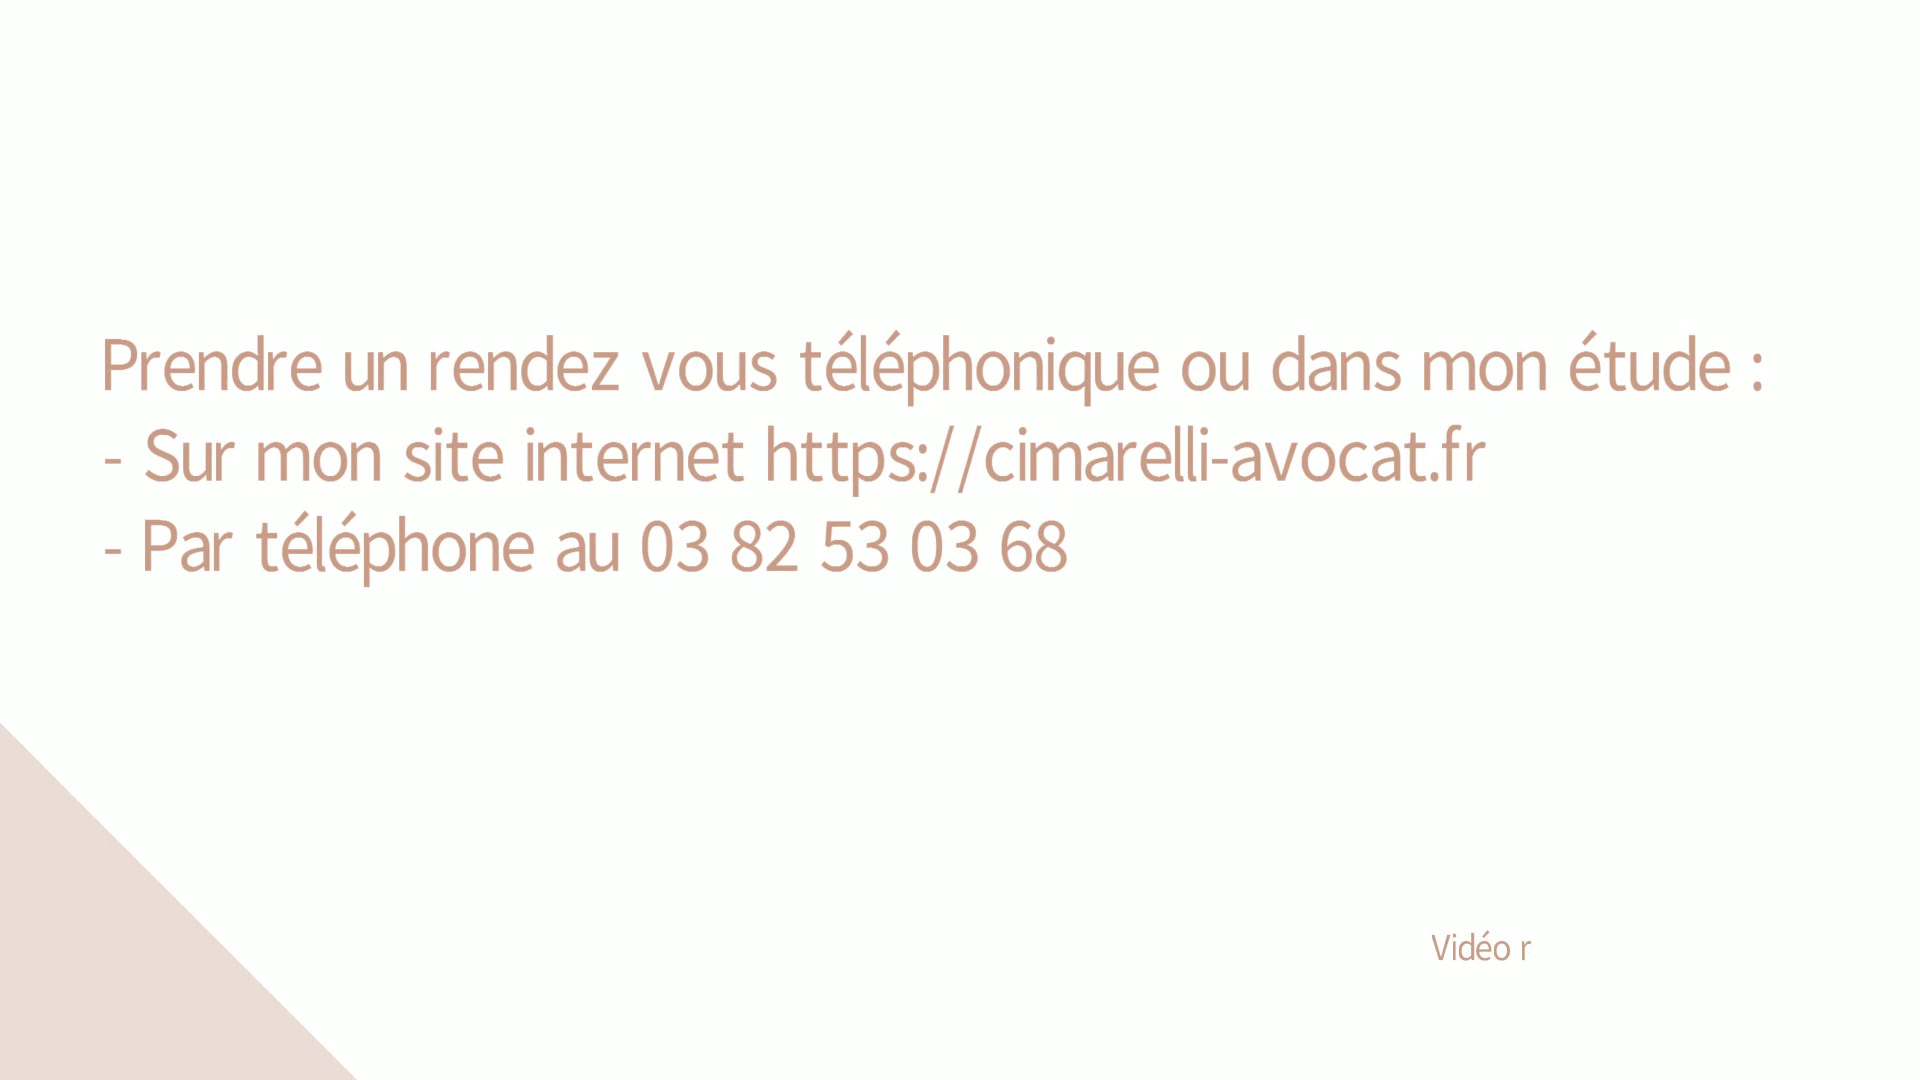 Prendre un rendez vous téléphonique ou dans mon étude :
- Sur mon site internet https://cimarelli-avocat.fr
- Par téléphone au 03 82 53 03 68
Vidéo r